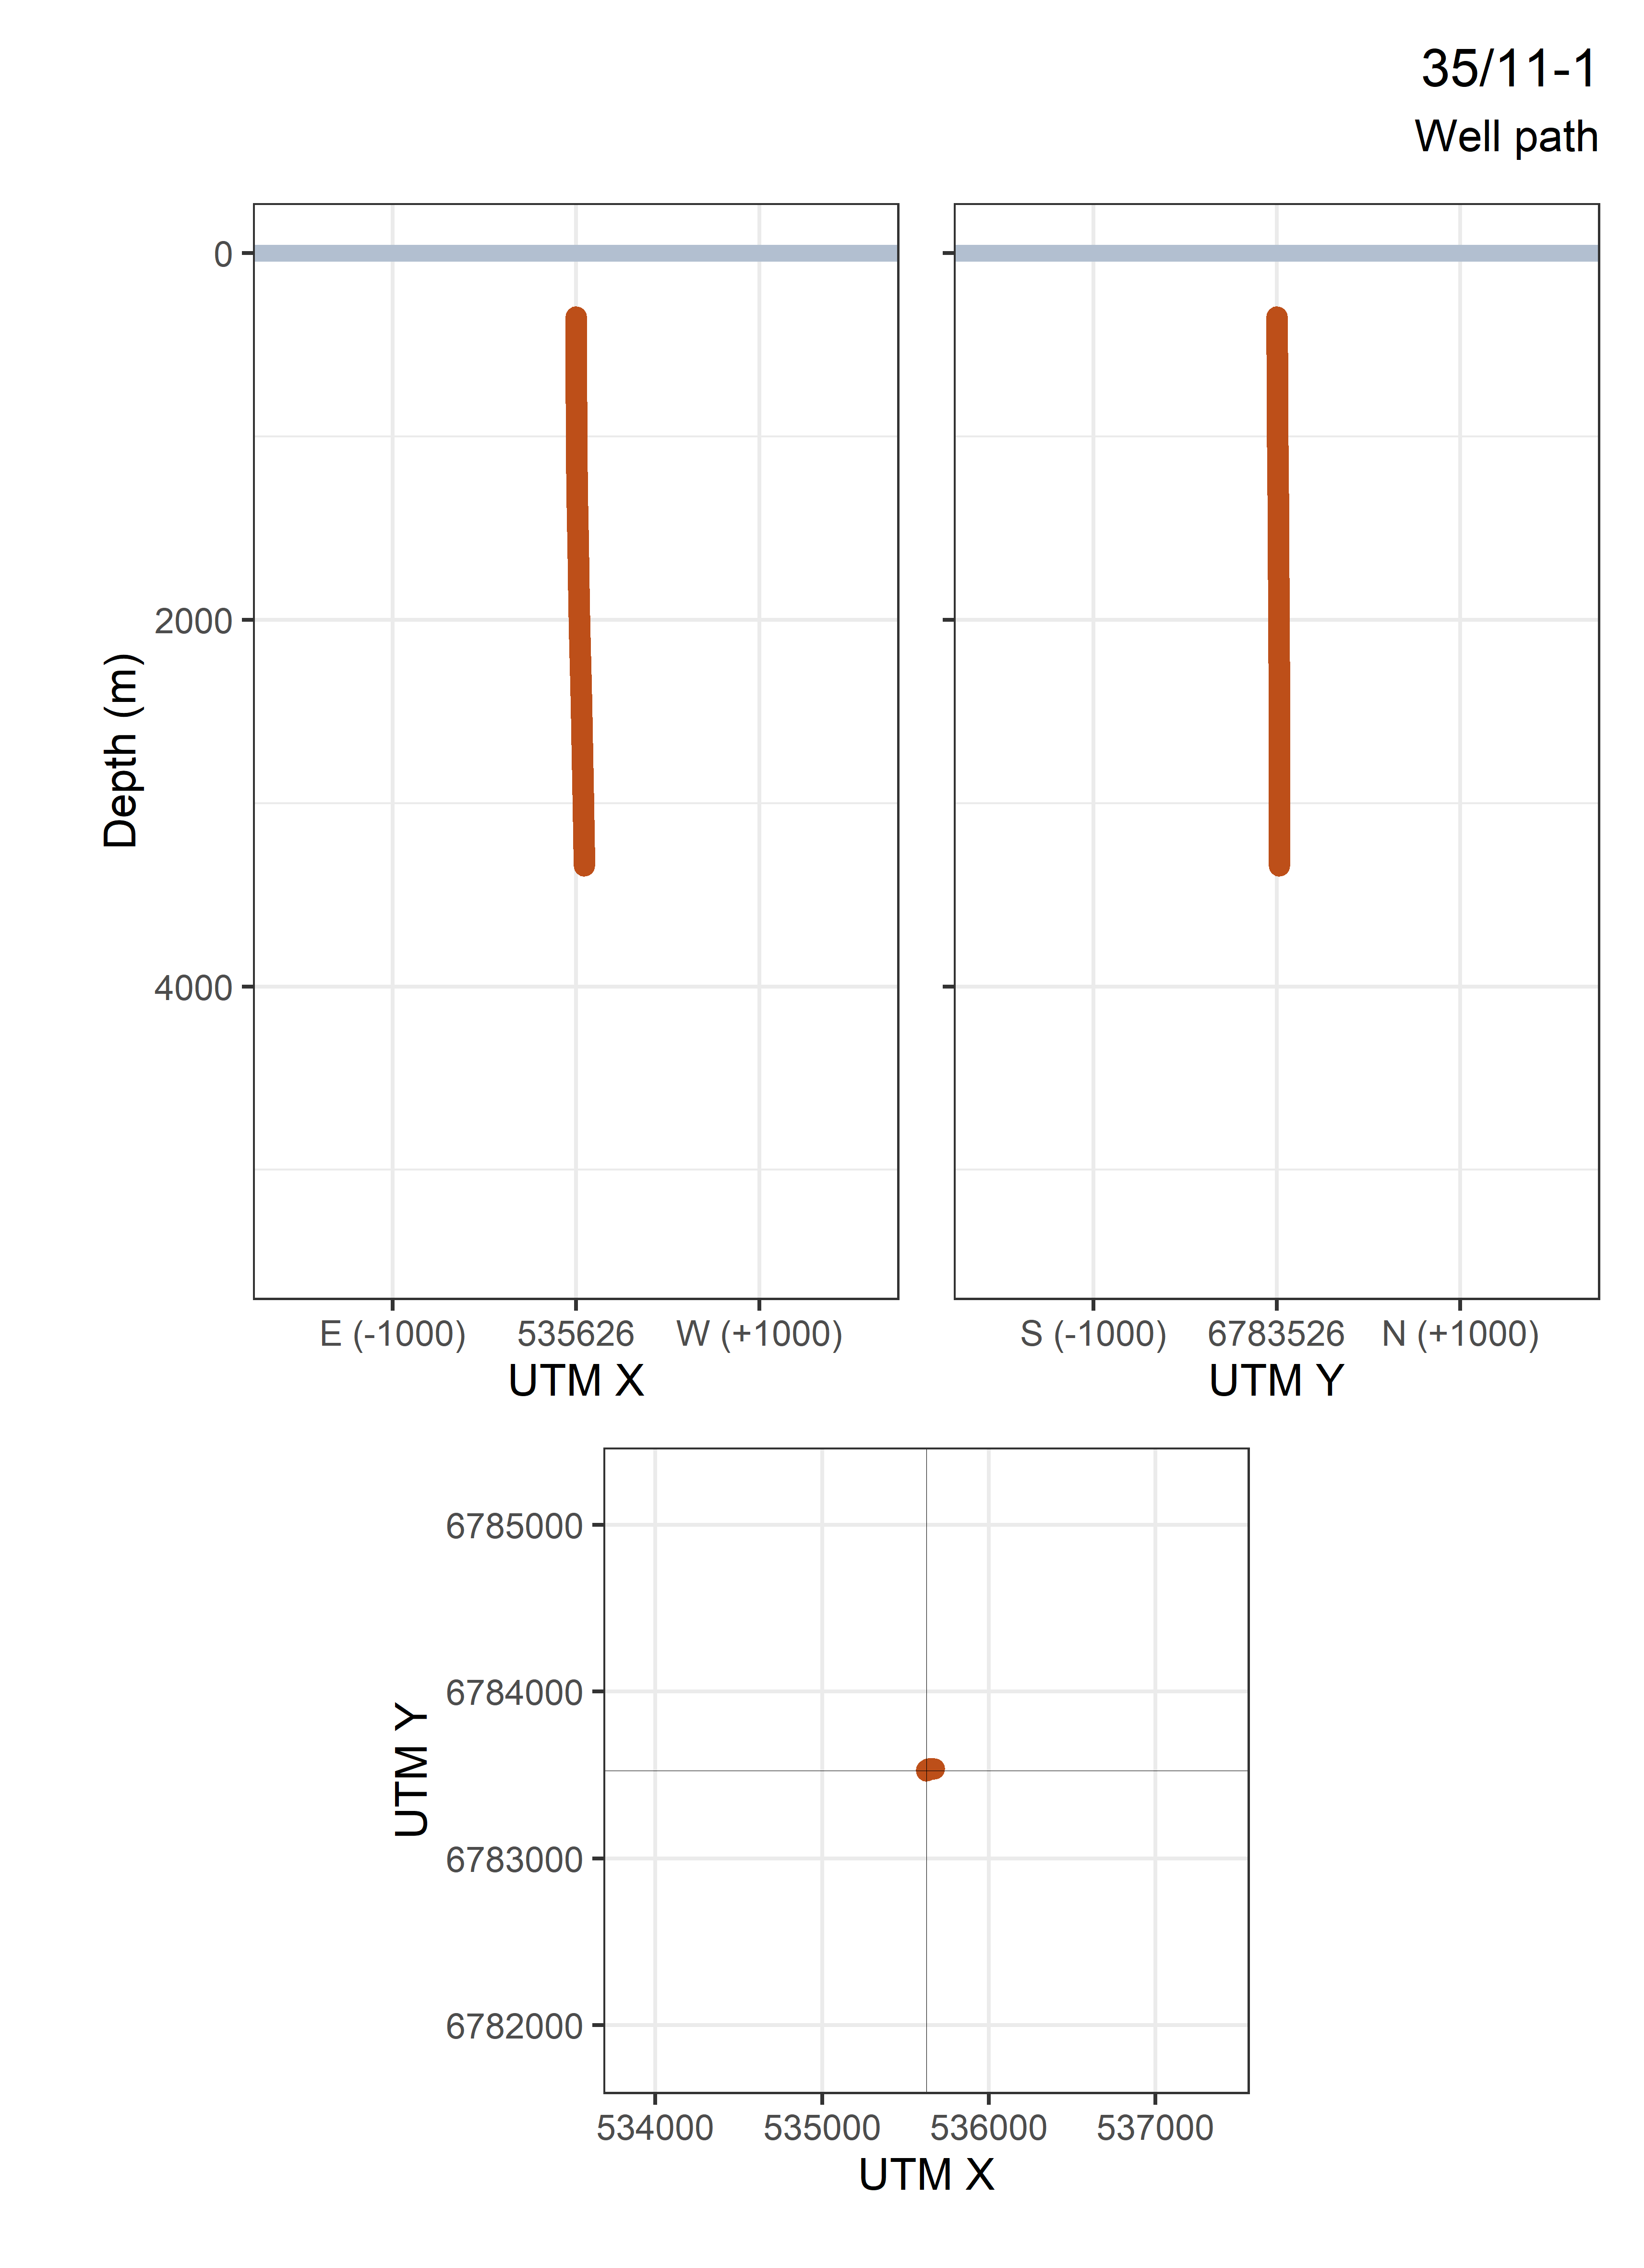 35/11-1
Well path
0
2000
4000
Depth (m)
E (-1000) 535626 W (+1000)
UTM X
S (-1000) 6783526 N (+1000)
UTM Y
6785000
6784000
6783000
6782000
UTM Y
534000 535000 536000 537000
UTM X